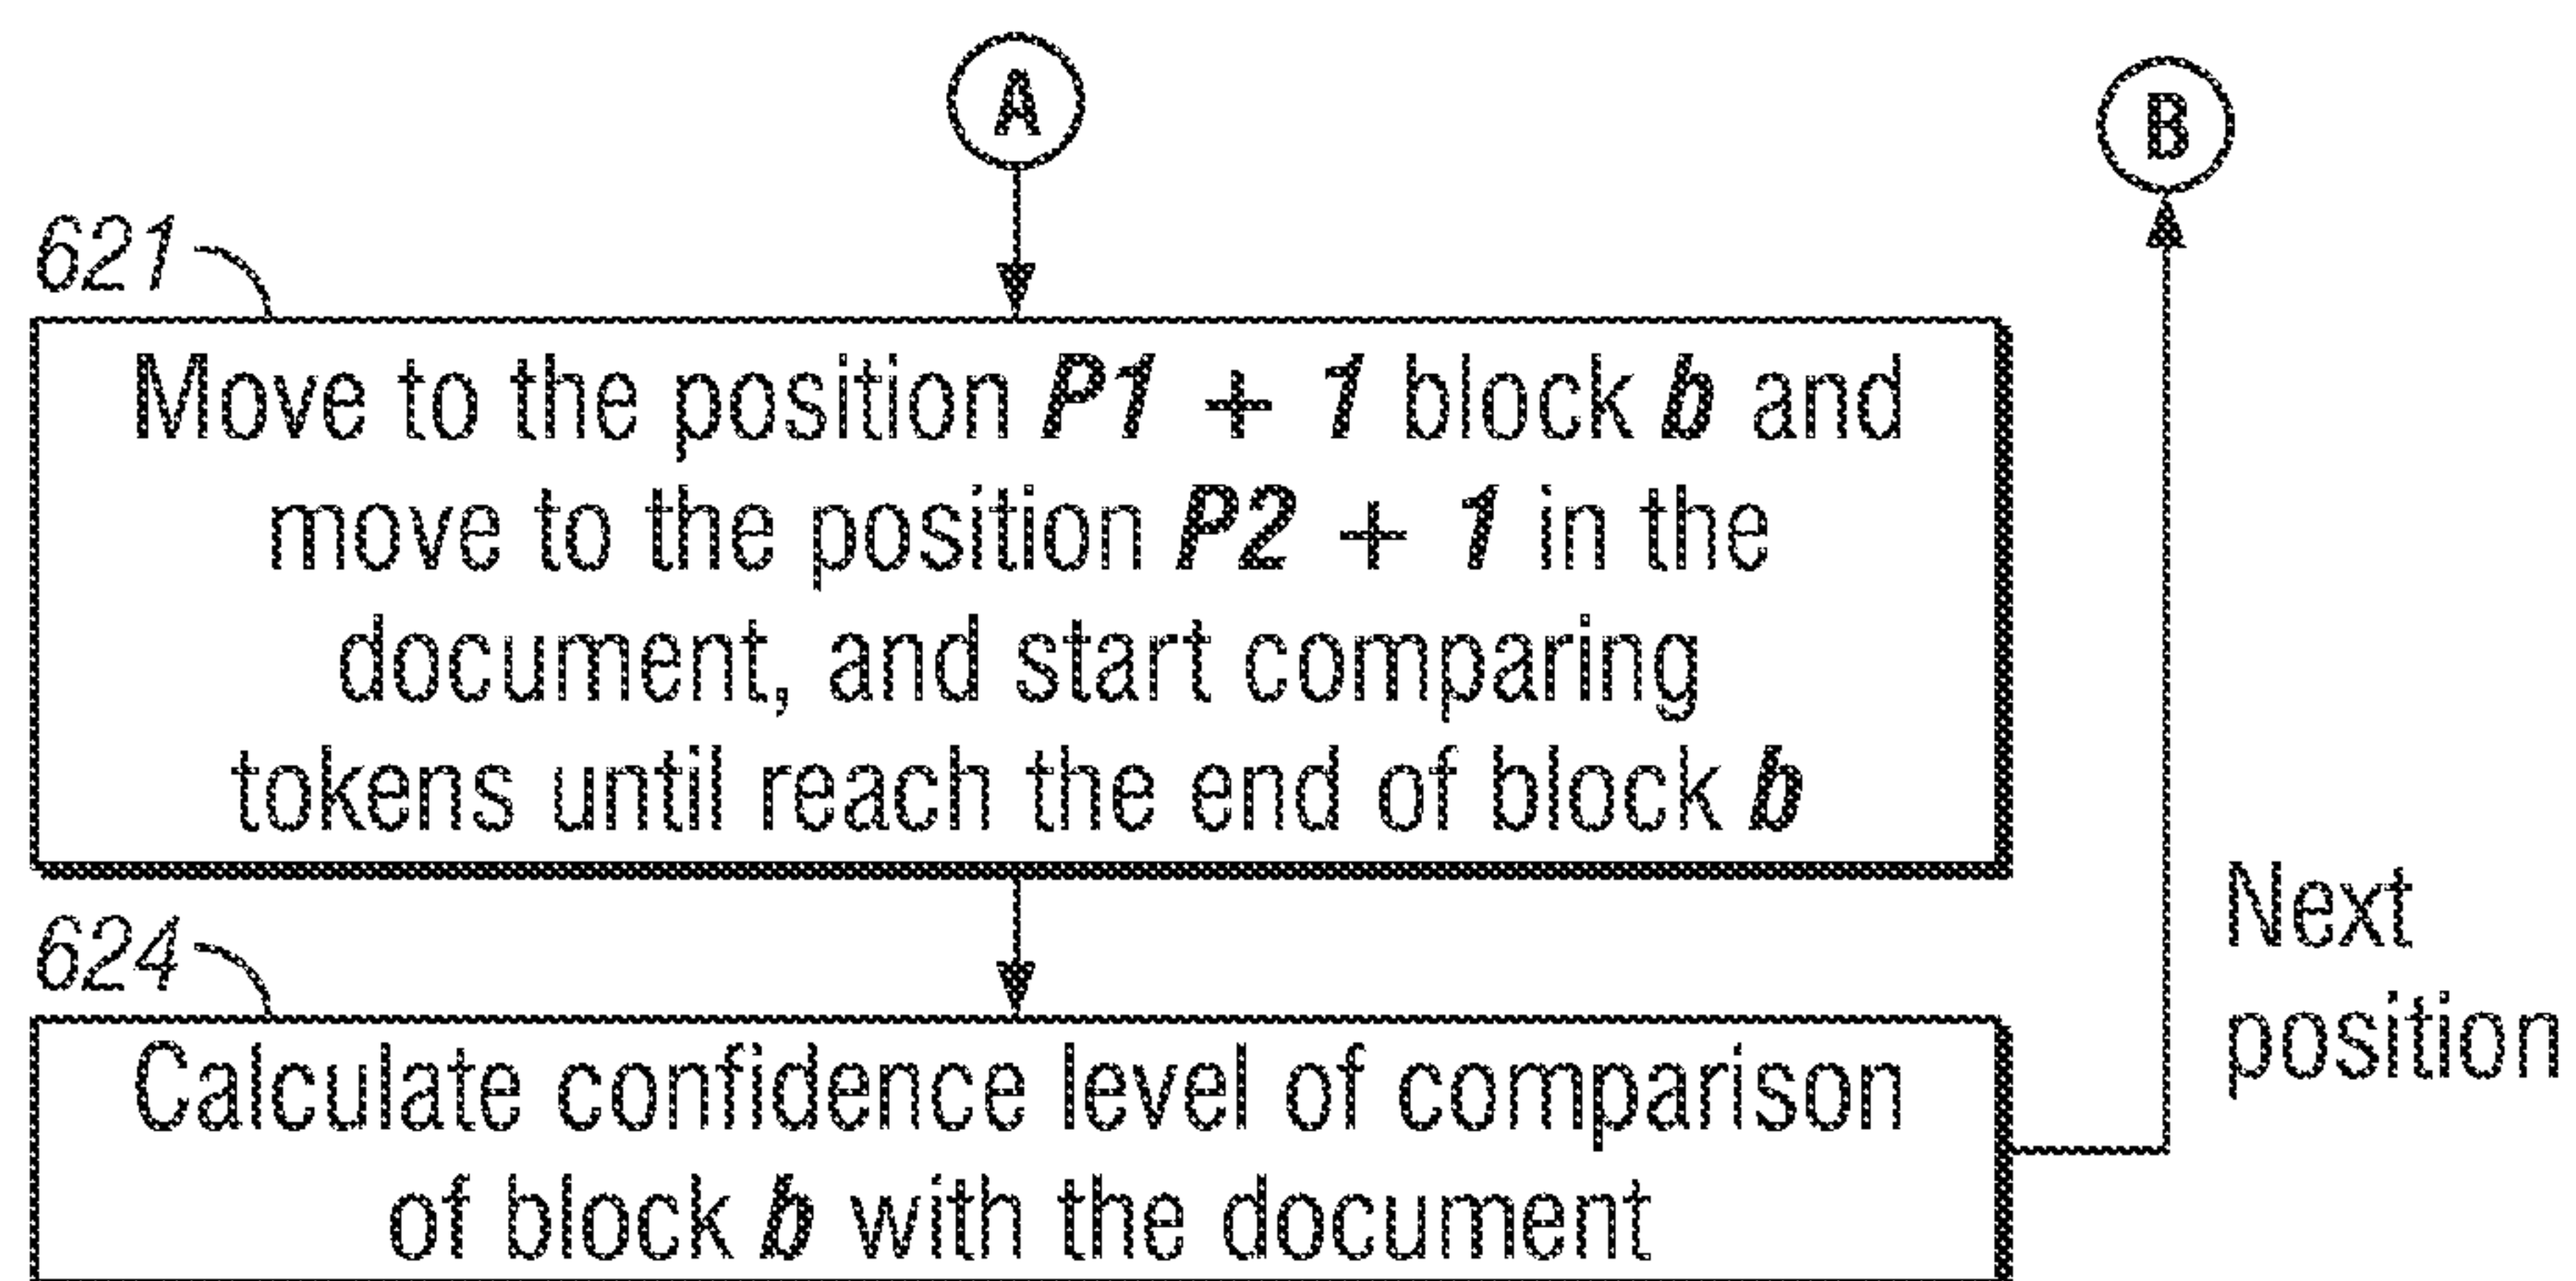 A
B
621
Move to the position P1 + 1 block b and
move to the position P2 + 1 in the
document, and start comparing
tokens until reach the end of block b
Next
position
624
Calculate confidence level of comparison
of block b with the document